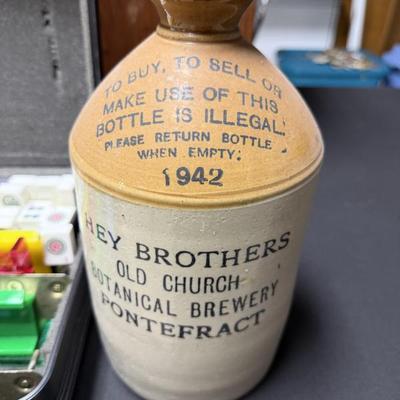 TO BUY, TO SELL OR
MAKE USE OF THIS
BOTTLE IS ILLEGAL.
PLEASE RETURN BOTTLE
WHEN EMPTY;
1942
HEY BROTHERS
OLD CHURCH
BOTANICAL BREWERY
PONTEFRACT